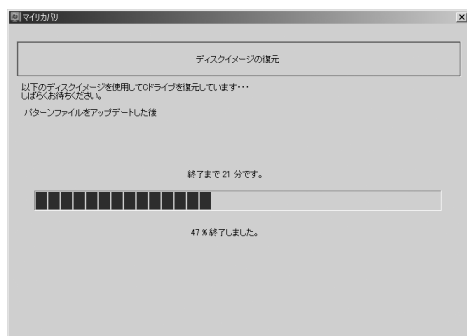 マイリカバリ
ディスクイメージの復元
以下のディスクイメージを使用してCドライブを復元しています・・・
しばらくお待ちください。
パターンファイルをアップデートした後
終了まで 21 分です。
47 % 終了しました。